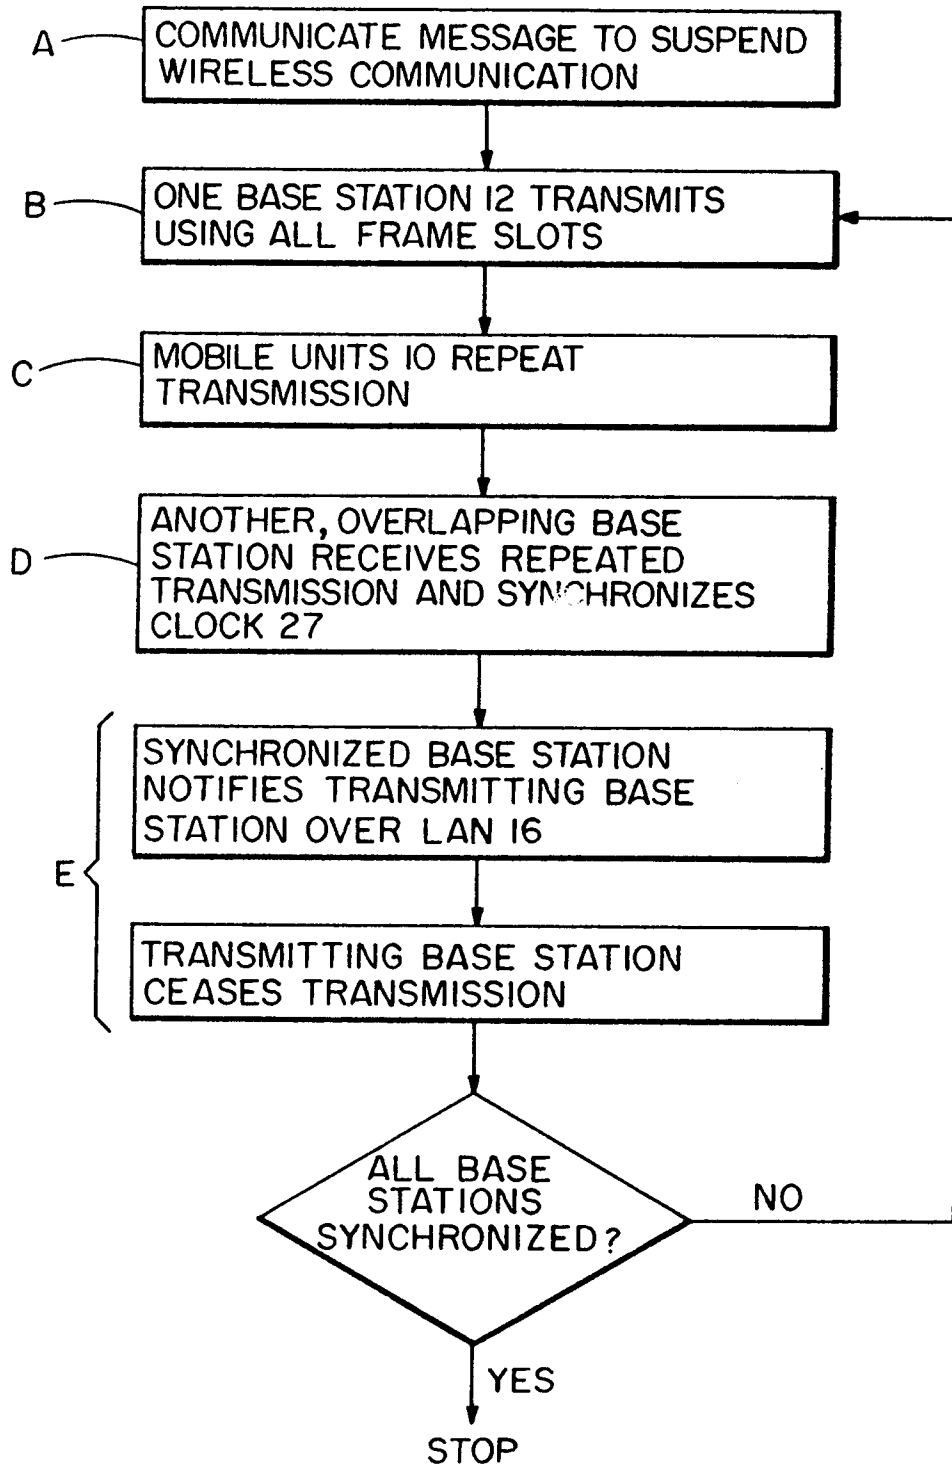 A
COMMUNICATE MESSAGE TO SUSPEND
WIRELESS COMMUNICATION
B
ONE BASE STATION 12 TRANSMITS
USING ALL FRAME SLOTS
C
MOBILE UNITS 10 REPEAT
TRANSMISSION
D
ANOTHER, OVERLAPPING BASE
STATION RECEIVES REPEATED
TRANSMISSION AND SYNCHRONIZES
CLOCK 27
E
SYNCHRONIZED BASE STATION
NOTIFIES TRANSMITTING BASE
STATION OVER LAN 16
TRANSMITTING BASE STATION
CEASES TRANSMISSION
ALL BASE
STATIONS
SYNCHRONIZED?
NO
YES
STOP